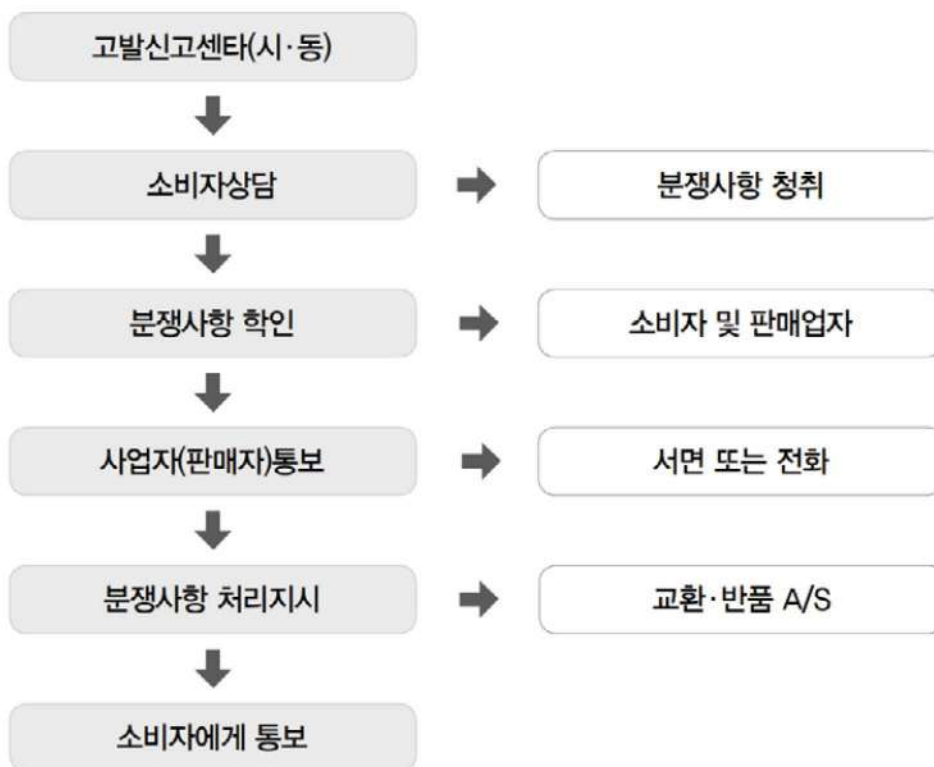 고발신고센타(시·동)
소비자상담
분쟁사항 청취
분쟁사항 학인
소비자 및 판매업자
사업자(판매자)통보
서면 또는 전화
분쟁사항 처리지시
교환·반품 A/S
소비자에게 통보